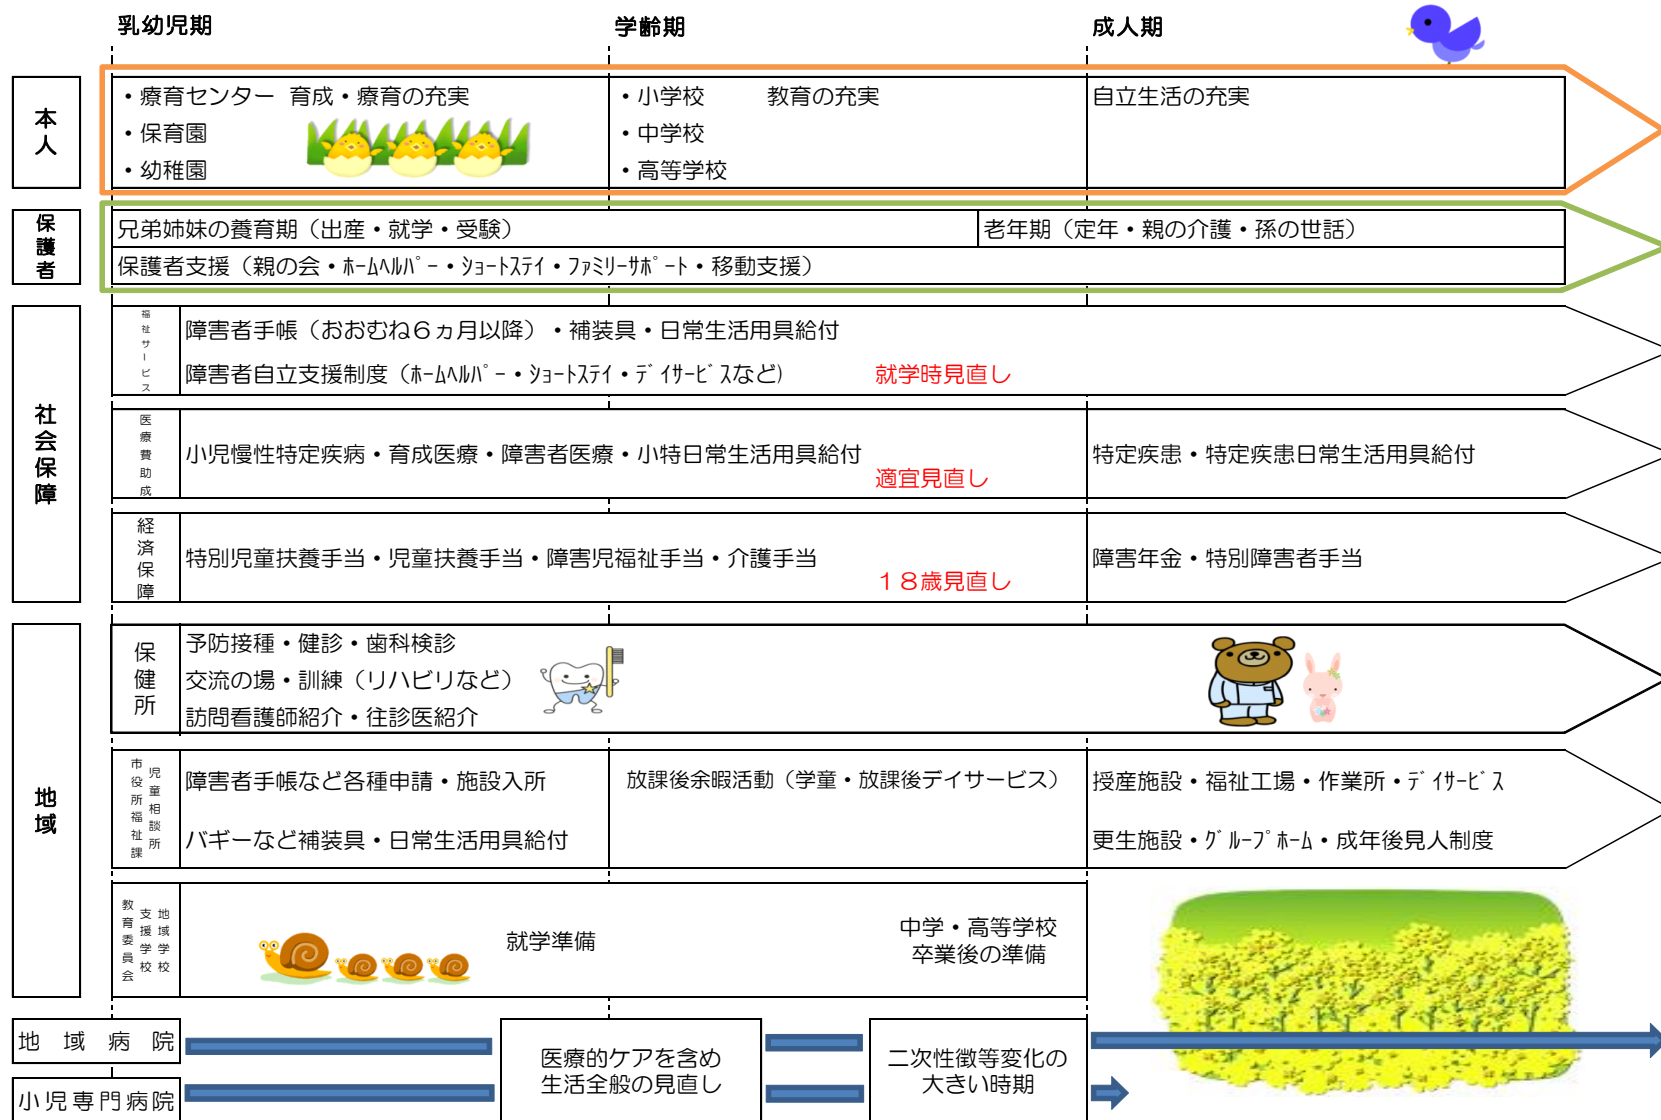 乳幼児期
学齢期
成人期
本人
・療育センター 育成・療育の充実
・保育園
・幼稚園
・小学校 教育の充実
・中学校
・高等学校
自立生活の充実
保護者
兄弟姉妹の養育期（出産・就学・受験）
老年期（定年・親の介護・孫の世話）
保護者支援（親の会・ﾎｰﾑﾍﾙﾊﾟｰ・ｼｮｰﾄｽﾃｲ・ﾌｧﾐﾘｰｻﾎﾟｰﾄ・移動支援）
社会保障
福祉サービス
障害者手帳（おおむね６ヵ月以降）・補装具・日常生活用具給付
障害者自立支援制度（ﾎｰﾑﾍﾙﾊﾟｰ・ｼｮｰﾄｽﾃｲ・ﾃﾞｲｻｰﾋﾞｽなど）
就学時見直し
医療費助成
小児慢性特定疾病・育成医療・障害者医療・小特日常生活用具給付
適宜見直し
特定疾患・特定疾患日常生活用具給付
経済保障
特別児童扶養手当・児童扶養手当・障害児福祉手当・介護手当
１８歳見直し
障害年金・特別障害者手当
地域
保健所
予防接種・健診・歯科検診
交流の場・訓練（リハビリなど）
訪問看護師紹介・往診医紹介
児童相談所
市役所福祉課
障害者手帳など各種申請・施設入所
バギーなど補装具・日常生活用具給付
放課後余暇活動（学童・放課後デイサービス）
授産施設・福祉工場・作業所・ﾃﾞｲｻｰﾋﾞｽ
更生施設・ｸﾞﾙｰﾌﾟﾎｰﾑ・成年後見人制度
地域学校
支援学校
教育委員会
就学準備
中学・高等学校
卒業後の準備
地域病院
小児専門病院
医療的ケアを含め
生活全般の見直し
二次性徴等変化の
大きい時期